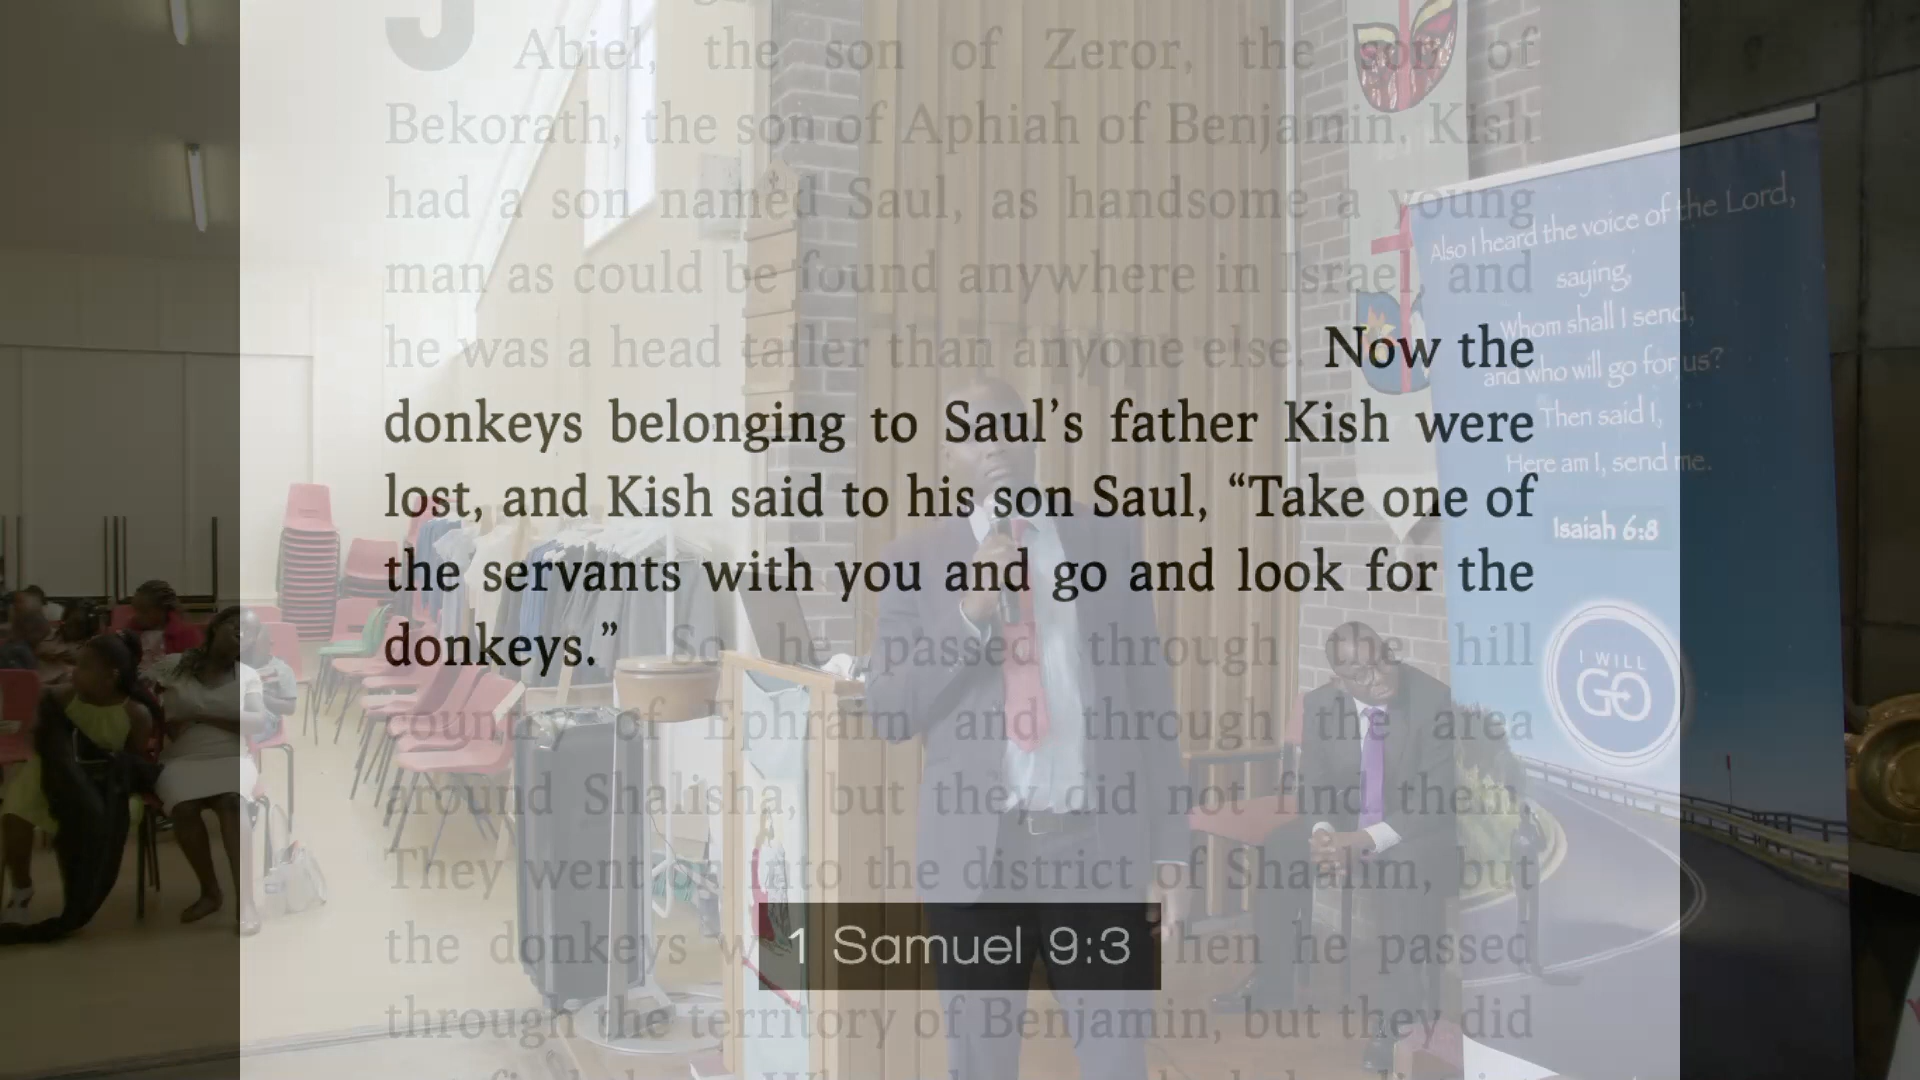 Abiel, the son of Zeror, the son of
Bekorath, the son of Aphiah of Benjamin. Kish
had a son named Saul, as handsome a young
man as could be found anywhere in Israel, and
he was a head taller than anyone else. Now the
donkeys belonging to Saul’s father Kish were
lost, and Kish said to his son Saul, “Take one of
the servants with you and go and look for the
donkeys.” So he passed through the hill
country of Ephraim and through the area
around Shalisha, but they did not find them.
They went on into the district of Shaalim, but
the donkeys w hen he passed
through the territory of Benjamin, but they did
1 Samuel 9:3
Also I heard the voice of the Lord,
saying,
Whom shall I send,
and who will go for us?
Then said I,
Here am I, send me.
Isaiah 6:8
I WILL
GO